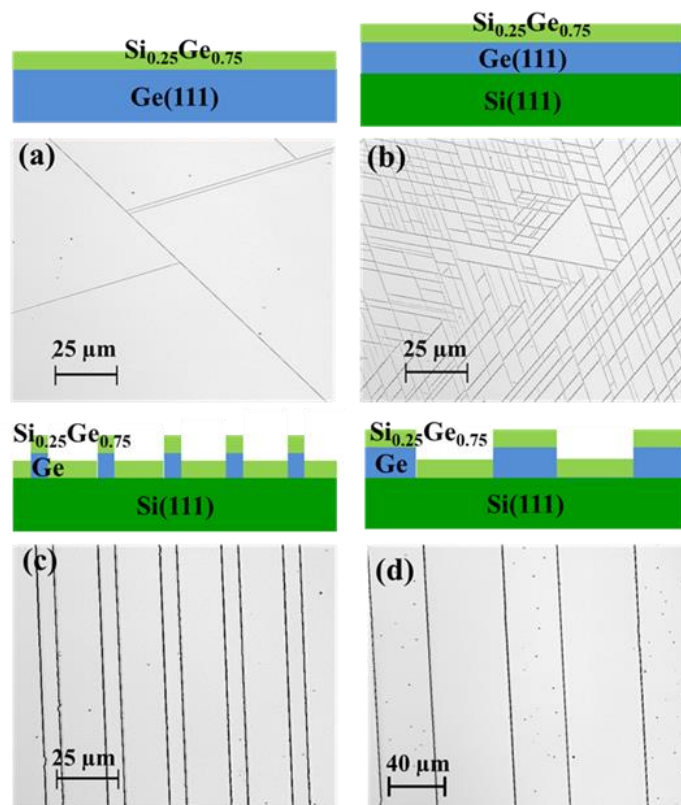 Si0.25Ge0.75
Ge(111)
Si0.25Ge0.75
Ge(111)
Si(111)
(a)
25 µm
(b)
25 µm
Si0.25Ge0.75
Ge
Si(111)
Si0.25Ge0.75
Ge
Si(111)
(c)
25 µm
(d)
40 µm